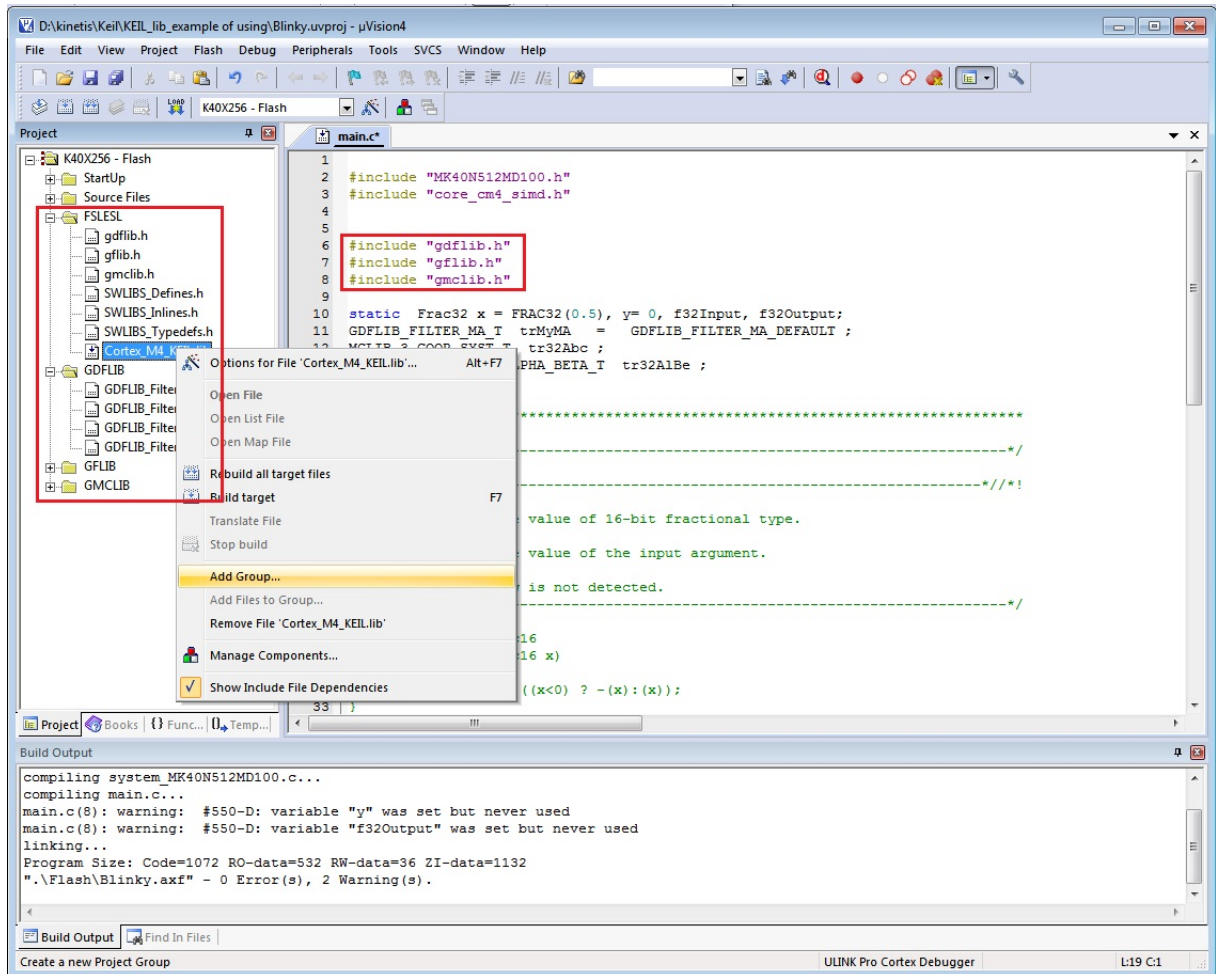 D:\kinetis\Keil\KEIL_lib_example of using\Blinky.uvproj - µVision4
File Edit View Project Flash Debug Peripherals Tools SVCS Window Help
LOAD K40X256 - Flash
Project
main.c*
K40X256 - Flash
StartUp
Source Files
FSLESL
gdflib.h
gflib.h
gmclib.h
SWLIBS_Defines.h
SWLIBS_Inlines.h
SWLIBS_Typedefs.h
Cortex_M4_KEIL.lib
GDFLIB
GDFLIB_Filte
GDFLIB_Filte
GDFLIB_Filte
GDFLIB_Filte
GFLIB
GMCLIB
1
2 #include "MK40N512MD100.h"
3 #include "core_cm4_simd.h"
4
5
6 #include "gdflib.h"
7 #include "gflib.h"
8 #include "gmclib.h"
9
10 static Frac32 x = FRAC32(0.5), y= 0, f32Input, f32Output;
11 GDFLIB_FILTER_MA_T trMyMA = GDFLIB_FILTER_MA_DEFAULT ;
12 MCLIB_3_COOR_SYST_T tr32Abc ;
PHA_BETA_T tr32AlBe ;
************************************************************
----------------------------------------------------------*/
-------------------------------------------------------*//*!
value of 16-bit fractional type.
value of the input argument.
is not detected.
----------------------------------------------------------*/
16
16 x)
((x<0) ? -(x):(x));
33 }
Options for File 'Cortex_M4_KEIL.lib'... Alt+F7
Open File
Open List File
Open Map File
Rebuild all target files
Build target F7
Translate File
Stop build
Add Group...
Add Files to Group...
Remove File 'Cortex_M4_KEIL.lib'
Manage Components...
Show Include File Dependencies
Project Books {} Func... Temp...
Build Output
compiling system_MK40N512MD100.c...
compiling main.c...
main.c(8): warning: #550-D: variable "y" was set but never used
main.c(8): warning: #550-D: variable "f32Output" was set but never used
linking...
Program Size: Code=1072 RO-data=532 RW-data=36 ZI-data=1132
".\Flash\Blinky.axf" - 0 Error(s), 2 Warning(s).
Build Output Find In Files
Create a new Project Group ULINK Pro Cortex Debugger L:19 C:1